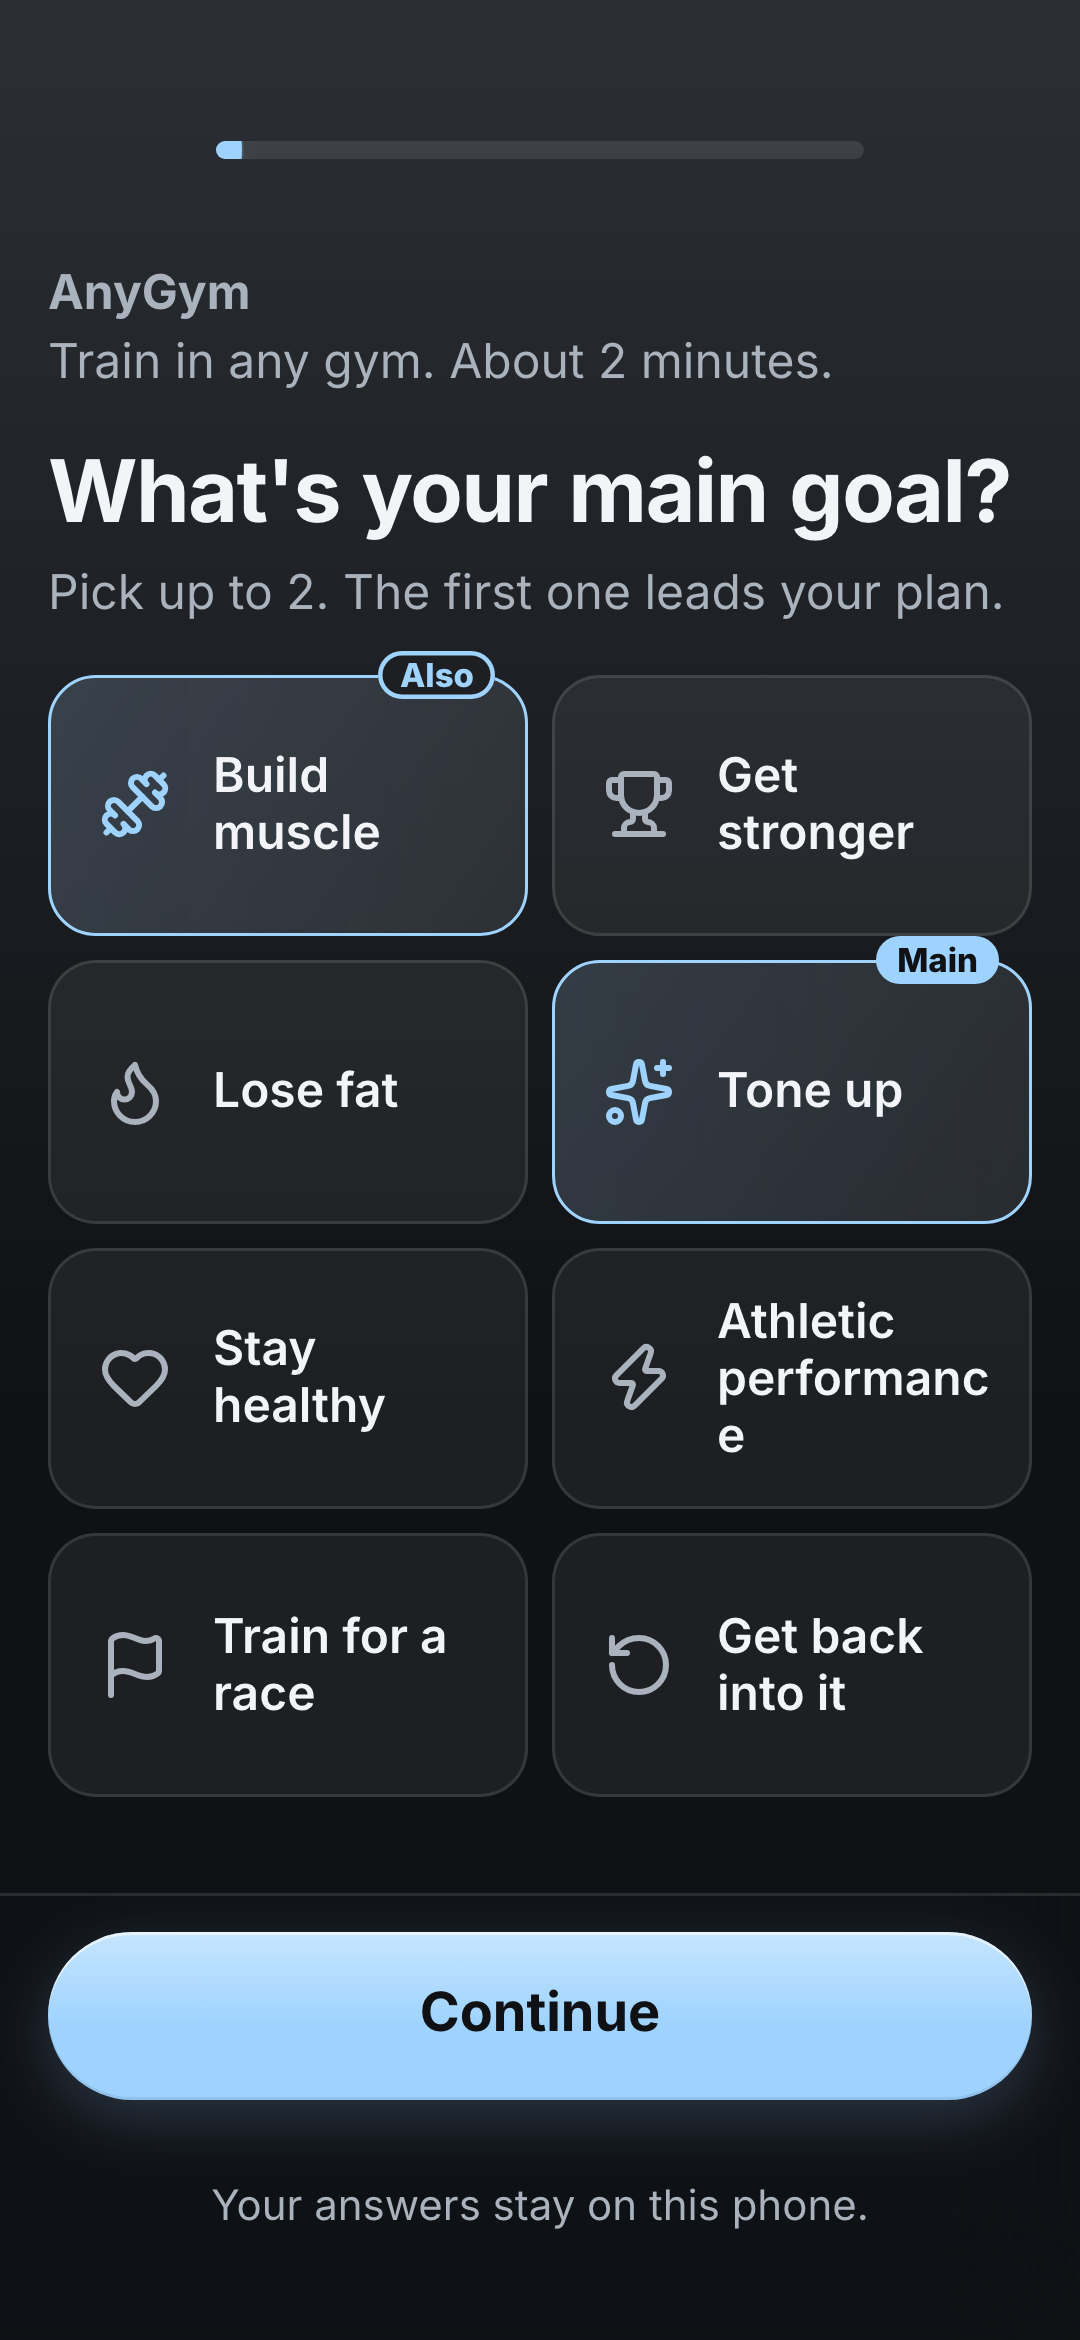 AnyGym
Train in any gym. About 2 minutes.
What's your main goal?
Pick up to 2. The first one leads your plan.
Also
Build
muscle
Get
stronger
Lose fat
Main
Tone up
Stay
healthy
Athletic
performanc
e
Train for a
race
Get back
into it
Continue
Your answers stay on this phone.